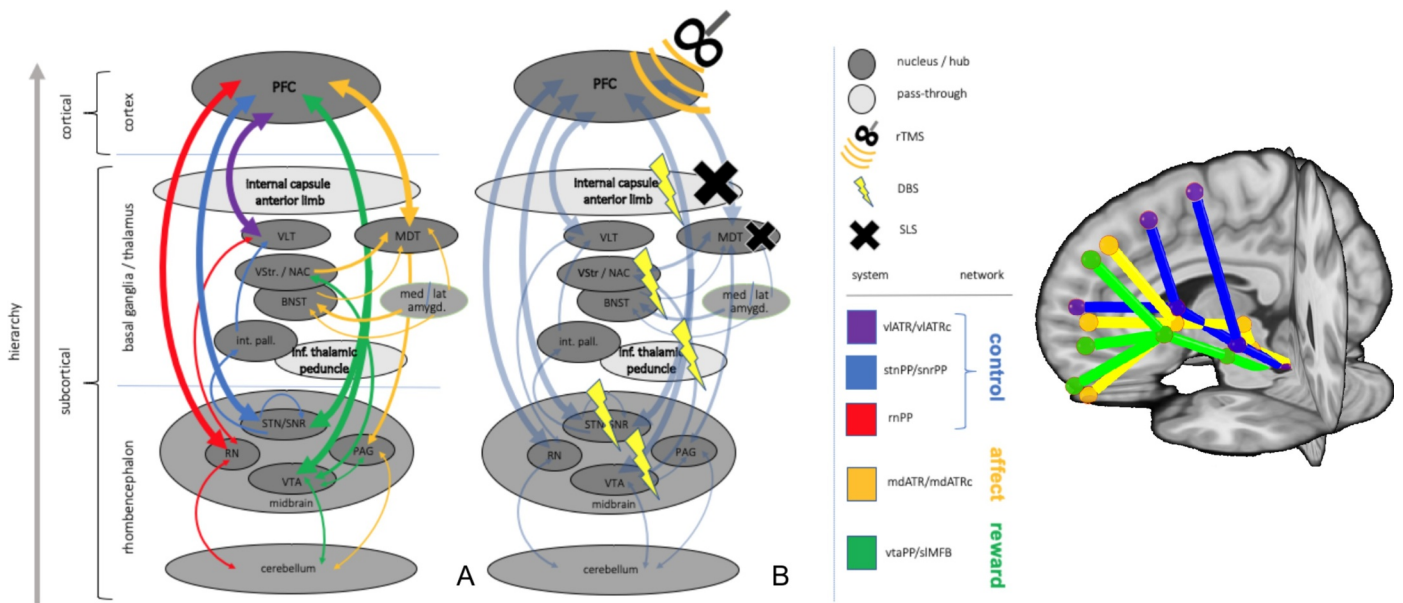 hierarchy
cortical
subcortical
cortex
basal ganglia / thalamus
rhombencephalon
PFC
Internal capsule
anterior limb
VLT
MDT
VStr. / NAC
BNST
med lat
amygd.
int. pall.
Inf. thalamic
peduncle
STN/SNR
RN
PAG
VTA
midbrain
cerebellum
A
PFC
Internal capsule
anterior limb
VLT
MDT
VStr / NAC
BNST
med lat
amygd.
int. pall.
Inf. thalamic
peduncle
STN/SNR
RN
PAG
VTA
midbrain
cerebellum
B
nucleus / hub
pass-through
rTMS
DBS
SLS
system
network
vlATR/vlATRc
stnPP/snrPP
rnPP
control
mdATR/mdATRc
affect
vtaPP/slMFB
reward